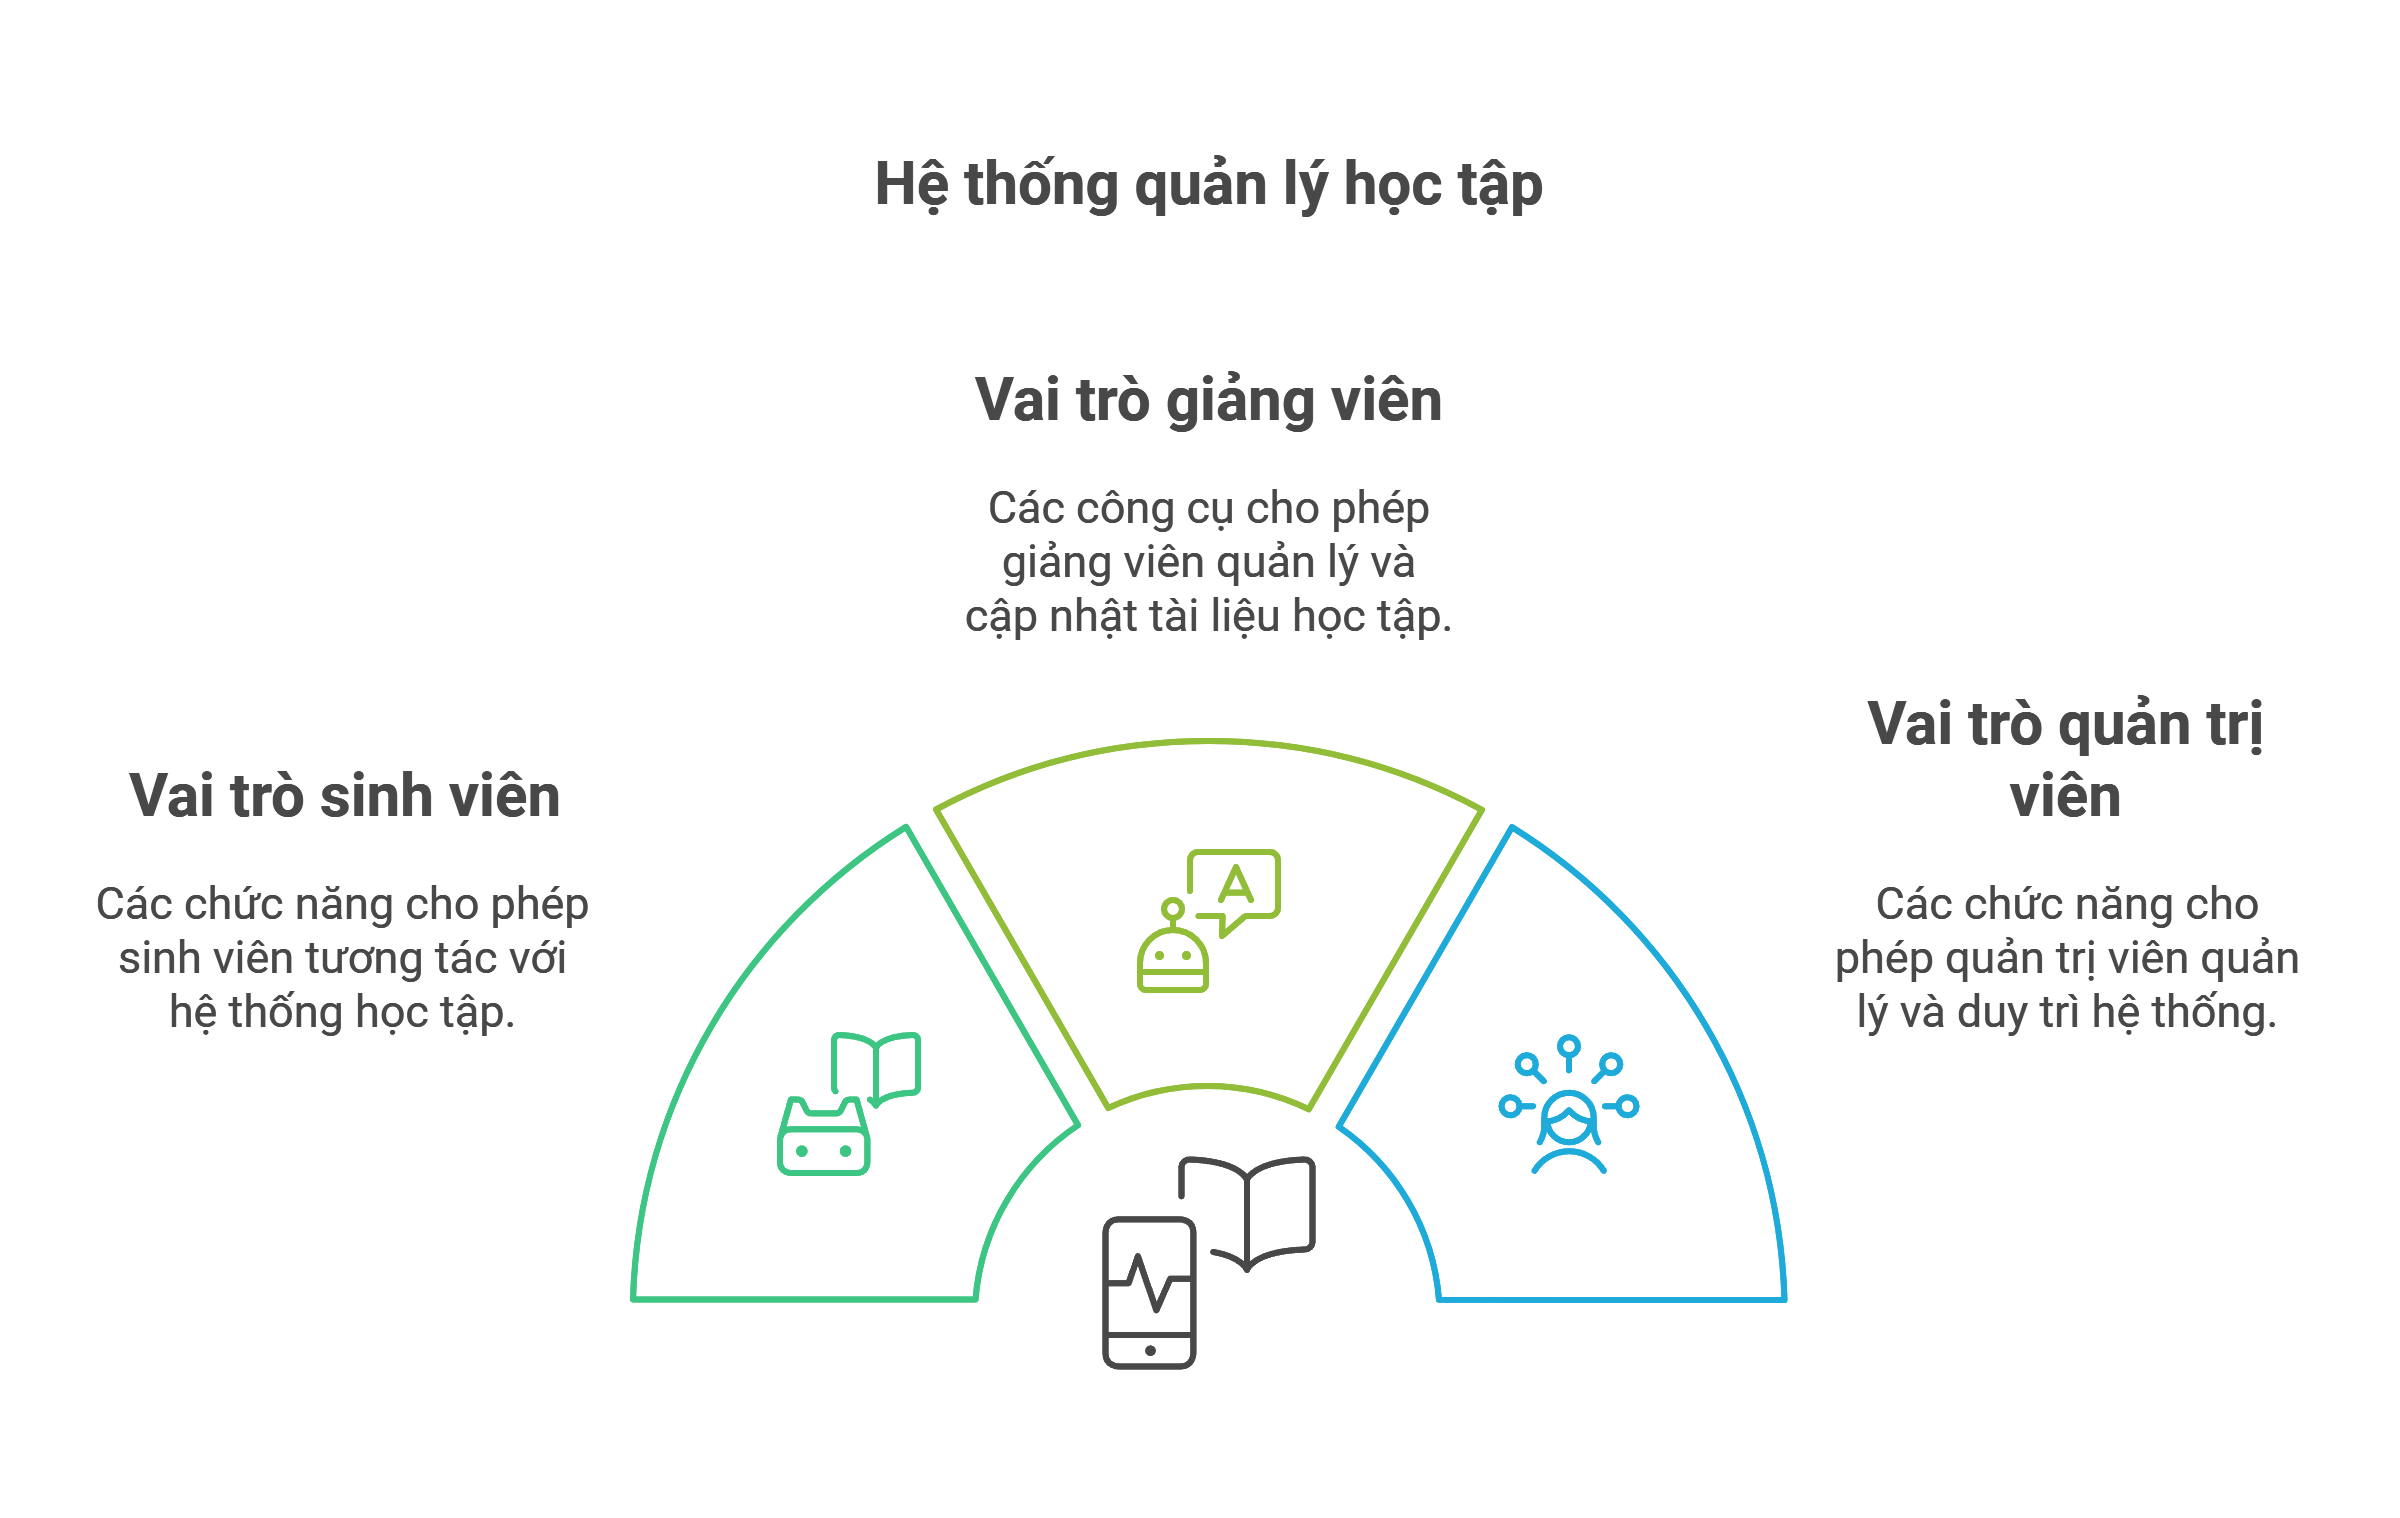 Hệ thống quản lý học tập
Vai trò giảng viên
Các công cụ cho phép
giảng viên quản lý và
cập nhật tài liệu học tập.
Vai trò sinh viên
Các chức năng cho phép
sinh viên tương tác với
hệ thống học tập.
Vai trò quản trị
viên
Các chức năng cho
phép quản trị viên quản
lý và duy trì hệ thống.
A